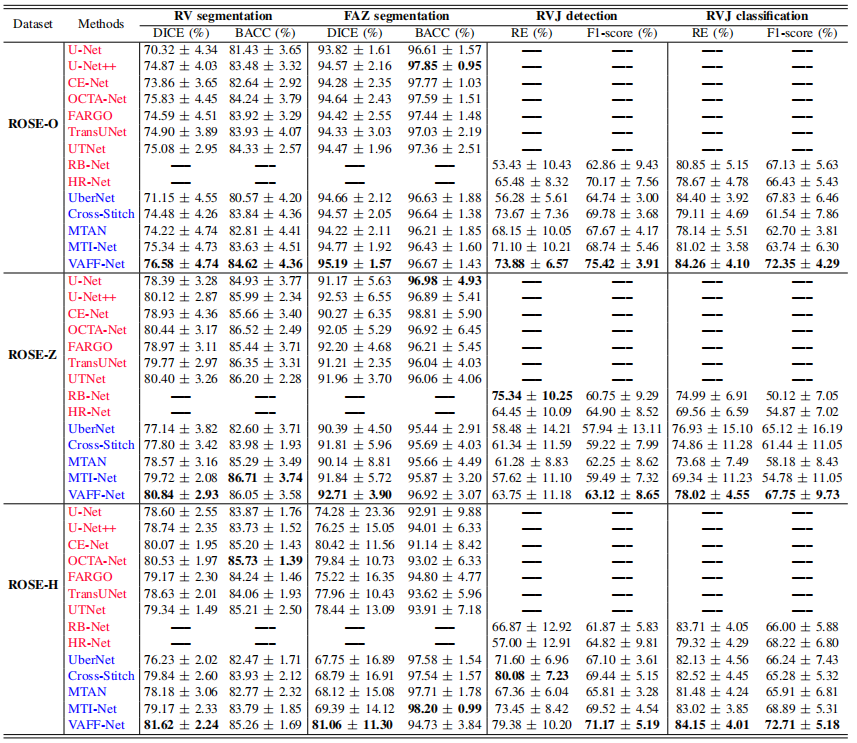 Dataset Methods RV segmentation FAZ segmentation RVJ detection RVJ classification
DICE (%) BACC (%) DICE (%) BACC (%) RE (%) F1-score (%) RE (%) F1-score (%)
ROSE-O
U-Net 70.32 ± 4.34 81.43 ± 3.65 93.82 ± 1.61 96.61 ± 1.57 — — — —
U-Net++ 74.87 ± 4.03 83.48 ± 3.32 94.57 ± 2.16 97.85 ± 0.95 — — — —
CE-Net 73.86 ± 3.65 82.64 ± 2.92 94.28 ± 2.35 97.77 ± 1.03 — — — —
OCTA-Net 75.83 ± 4.45 84.24 ± 3.79 94.64 ± 2.43 97.59 ± 1.51 — — — —
FARGO 74.59 ± 4.51 83.92 ± 3.29 94.42 ± 2.55 97.44 ± 1.48 — — — —
TransUNet 74.90 ± 3.89 83.93 ± 4.07 94.33 ± 3.03 97.03 ± 2.19 — — — —
UTNet 75.08 ± 2.95 84.33 ± 2.57 94.47 ± 1.96 97.36 ± 2.51 — — — —
RB-Net — — — — 53.43 ± 10.43 62.86 ± 9.43 80.85 ± 5.15 67.13 ± 5.63
HR-Net — — — — 65.48 ± 8.32 70.17 ± 7.56 78.67 ± 4.78 66.43 ± 5.43
UberNet 71.15 ± 4.55 80.57 ± 4.20 94.66 ± 2.12 96.63 ± 1.88 56.28 ± 5.61 64.74 ± 3.00 84.40 ± 3.92 67.83 ± 6.46
Cross-Stitch 74.48 ± 4.26 83.84 ± 4.36 94.57 ± 2.05 96.64 ± 1.38 73.67 ± 7.36 69.78 ± 3.68 79.11 ± 4.69 61.54 ± 7.86
MTAN 74.22 ± 4.74 82.81 ± 4.41 94.22 ± 2.11 96.21 ± 1.85 68.15 ± 10.05 67.67 ± 4.17 78.14 ± 5.51 62.70 ± 3.81
MTI-Net 75.34 ± 4.73 83.63 ± 4.51 94.77 ± 1.92 96.43 ± 1.60 71.10 ± 10.21 68.74 ± 5.46 81.02 ± 3.58 63.74 ± 6.30
VAFF-Net 76.58 ± 4.74 84.62 ± 4.36 95.19 ± 1.57 96.67 ± 1.43 73.88 ± 6.57 75.42 ± 3.91 84.26 ± 4.10 72.35 ± 4.29
ROSE-Z
U-Net 78.39 ± 3.28 84.93 ± 3.77 91.17 ± 5.63 96.98 ± 4.93 — — — —
U-Net++ 80.12 ± 2.87 85.99 ± 2.34 92.53 ± 6.55 96.89 ± 5.41 — — — —
CE-Net 78.93 ± 4.36 85.66 ± 3.40 90.27 ± 6.35 98.81 ± 5.90 — — — —
OCTA-Net 80.44 ± 3.17 86.52 ± 2.49 92.05 ± 5.29 96.92 ± 6.45 — — — —
FARGO 78.97 ± 3.11 85.44 ± 3.71 92.20 ± 4.68 96.21 ± 5.45 — — — —
TransUNet 79.77 ± 2.97 86.35 ± 3.31 91.21 ± 2.35 96.04 ± 4.03 — — — —
UTNet 80.40 ± 3.26 86.20 ± 2.28 91.96 ± 3.70 96.06 ± 4.06 — — — —
RB-Net — — — — 75.34 ± 10.25 60.75 ± 9.29 74.99 ± 6.91 50.12 ± 7.05
HR-Net — — — — 64.45 ± 10.09 64.90 ± 8.52 69.56 ± 6.59 54.87 ± 7.02
UberNet 77.14 ± 3.82 82.60 ± 3.71 90.39 ± 4.50 95.44 ± 2.91 58.48 ± 14.21 57.94 ± 13.11 76.93 ± 15.10 65.12 ± 16.19
Cross-Stitch 77.80 ± 3.42 83.98 ± 1.93 91.81 ± 5.96 95.69 ± 4.03 61.34 ± 11.59 59.22 ± 7.99 74.86 ± 11.28 61.44 ± 11.05
MTAN 78.57 ± 3.16 85.29 ± 3.49 90.14 ± 8.81 95.66 ± 4.49 61.28 ± 8.83 62.25 ± 8.62 73.68 ± 7.49 58.18 ± 8.43
MTI-Net 79.72 ± 2.08 86.71 ± 3.74 91.84 ± 5.72 95.87 ± 3.20 57.62 ± 11.10 59.49 ± 7.32 69.34 ± 11.23 54.78 ± 11.05
VAFF-Net 80.84 ± 2.93 86.05 ± 3.58 92.71 ± 3.90 96.92 ± 3.07 63.75 ± 11.18 63.12 ± 8.65 78.02 ± 4.55 67.75 ± 9.73
ROSE-H
U-Net 78.60 ± 2.55 83.87 ± 1.76 74.28 ± 23.36 92.91 ± 9.88 — — — —
U-Net++ 78.74 ± 2.35 83.73 ± 1.52 76.25 ± 15.05 94.01 ± 6.33 — — — —
CE-Net 80.07 ± 1.95 85.20 ± 1.43 80.42 ± 11.56 91.14 ± 8.42 — — — —
OCTA-Net 80.53 ± 1.97 85.73 ± 1.39 79.84 ± 10.73 93.02 ± 6.33 — — — —
FARGO 79.17 ± 2.30 84.24 ± 1.46 75.22 ± 16.35 94.80 ± 4.77 — — — —
TransUNet 78.63 ± 2.01 84.06 ± 1.93 77.96 ± 10.43 93.62 ± 5.96 — — — —
UTNet 79.34 ± 1.49 85.21 ± 2.50 78.44 ± 13.09 93.91 ± 7.18 — — — —
RB-Net — — — — 66.87 ± 12.92 61.87 ± 5.83 83.71 ± 4.05 66.00 ± 5.88
HR-Net — — — — 57.00 ± 12.91 64.82 ± 9.81 79.32 ± 4.29 68.22 ± 6.80
UberNet 76.23 ± 2.02 82.47 ± 1.71 67.75 ± 16.89 97.58 ± 1.54 71.60 ± 6.96 67.10 ± 3.61 82.13 ± 4.56 66.24 ± 7.43
Cross-Stitch 79.84 ± 2.60 83.93 ± 2.12 68.79 ± 16.91 97.54 ± 1.57 80.08 ± 7.23 69.44 ± 5.15 82.52 ± 4.45 65.28 ± 5.32
MTAN 78.18 ± 3.06 82.77 ± 2.32 68.12 ± 15.08 97.71 ± 1.78 67.36 ± 6.04 65.81 ± 3.28 81.48 ± 4.24 65.91 ± 6.81
MTI-Net 79.17 ± 2.33 83.79 ± 1.85 69.39 ± 14.12 98.20 ± 0.99 73.45 ± 8.42 69.52 ± 4.54 83.02 ± 3.85 68.89 ± 5.31
VAFF-Net 81.62 ± 2.24 85.26 ± 1.69 81.06 ± 11.30 94.73 ± 3.84 79.38 ± 10.20 71.17 ± 5.19 84.15 ± 4.01 72.71 ± 5.18